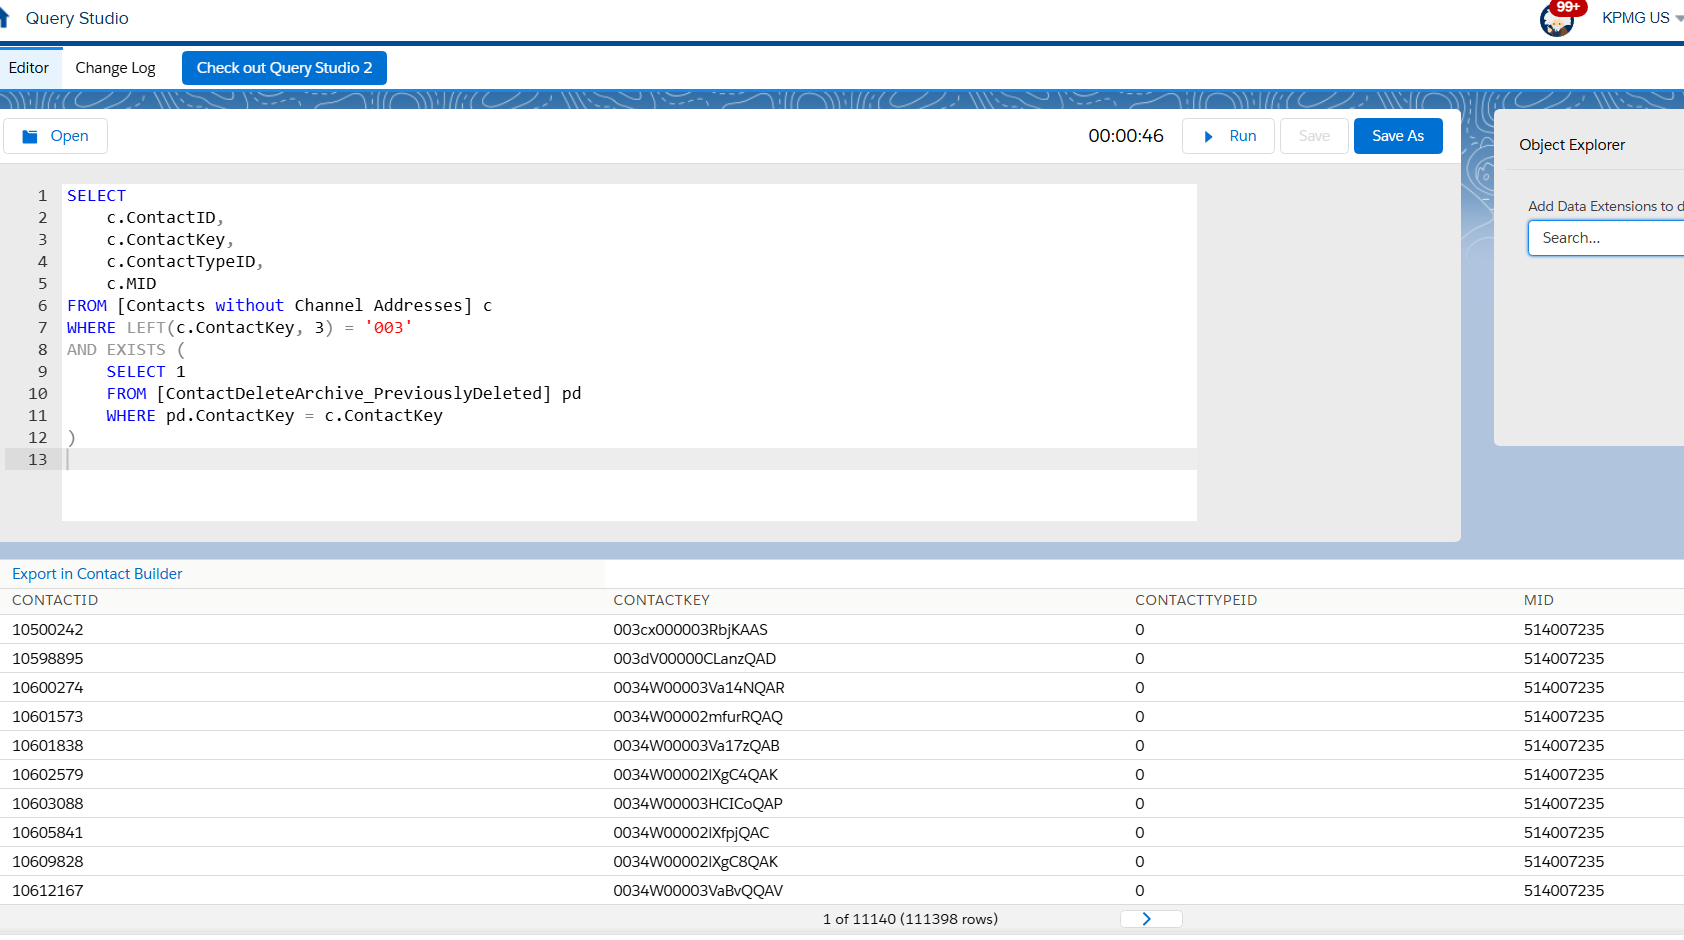 Query Studio
99+
KPMG US
Editor
Change Log
Check out Query Studio 2
Open
00:00:46
Run
Save
Save As
Object Explorer
Add Data Extensions to d
Search...
1 SELECT
2 c.ContactID,
3 c.ContactKey,
4 c.ContactTypeID,
5 c.MID
6 FROM [Contacts without Channel Addresses] c
7 WHERE LEFT(c.ContactKey, 3) = '003'
8 AND EXISTS (
9 SELECT 1
10 FROM [ContactDeleteArchive_PreviouslyDeleted] pd
11 WHERE pd.ContactKey = c.ContactKey
12 )
13
Export in Contact Builder
CONTACTID CONTACTKEY CONTACTTYPEID MID
10500242 003cx000003RbjKAAS 0 514007235
10598895 003dV00000CLanzQAD 0 514007235
10600274 0034W00003Va14NQAR 0 514007235
10601573 0034W00002mfurRQAQ 0 514007235
10601838 0034W00003Va17zQAB 0 514007235
10602579 0034W00002lXgC4QAK 0 514007235
10603088 0034W00003HCICoQAP 0 514007235
10605841 0034W00002lXfpjQAC 0 514007235
10609828 0034W00002lXgC8QAK 0 514007235
10612167 0034W00003VaBvQQAV 0 514007235
1 of 11140 (111398 rows)